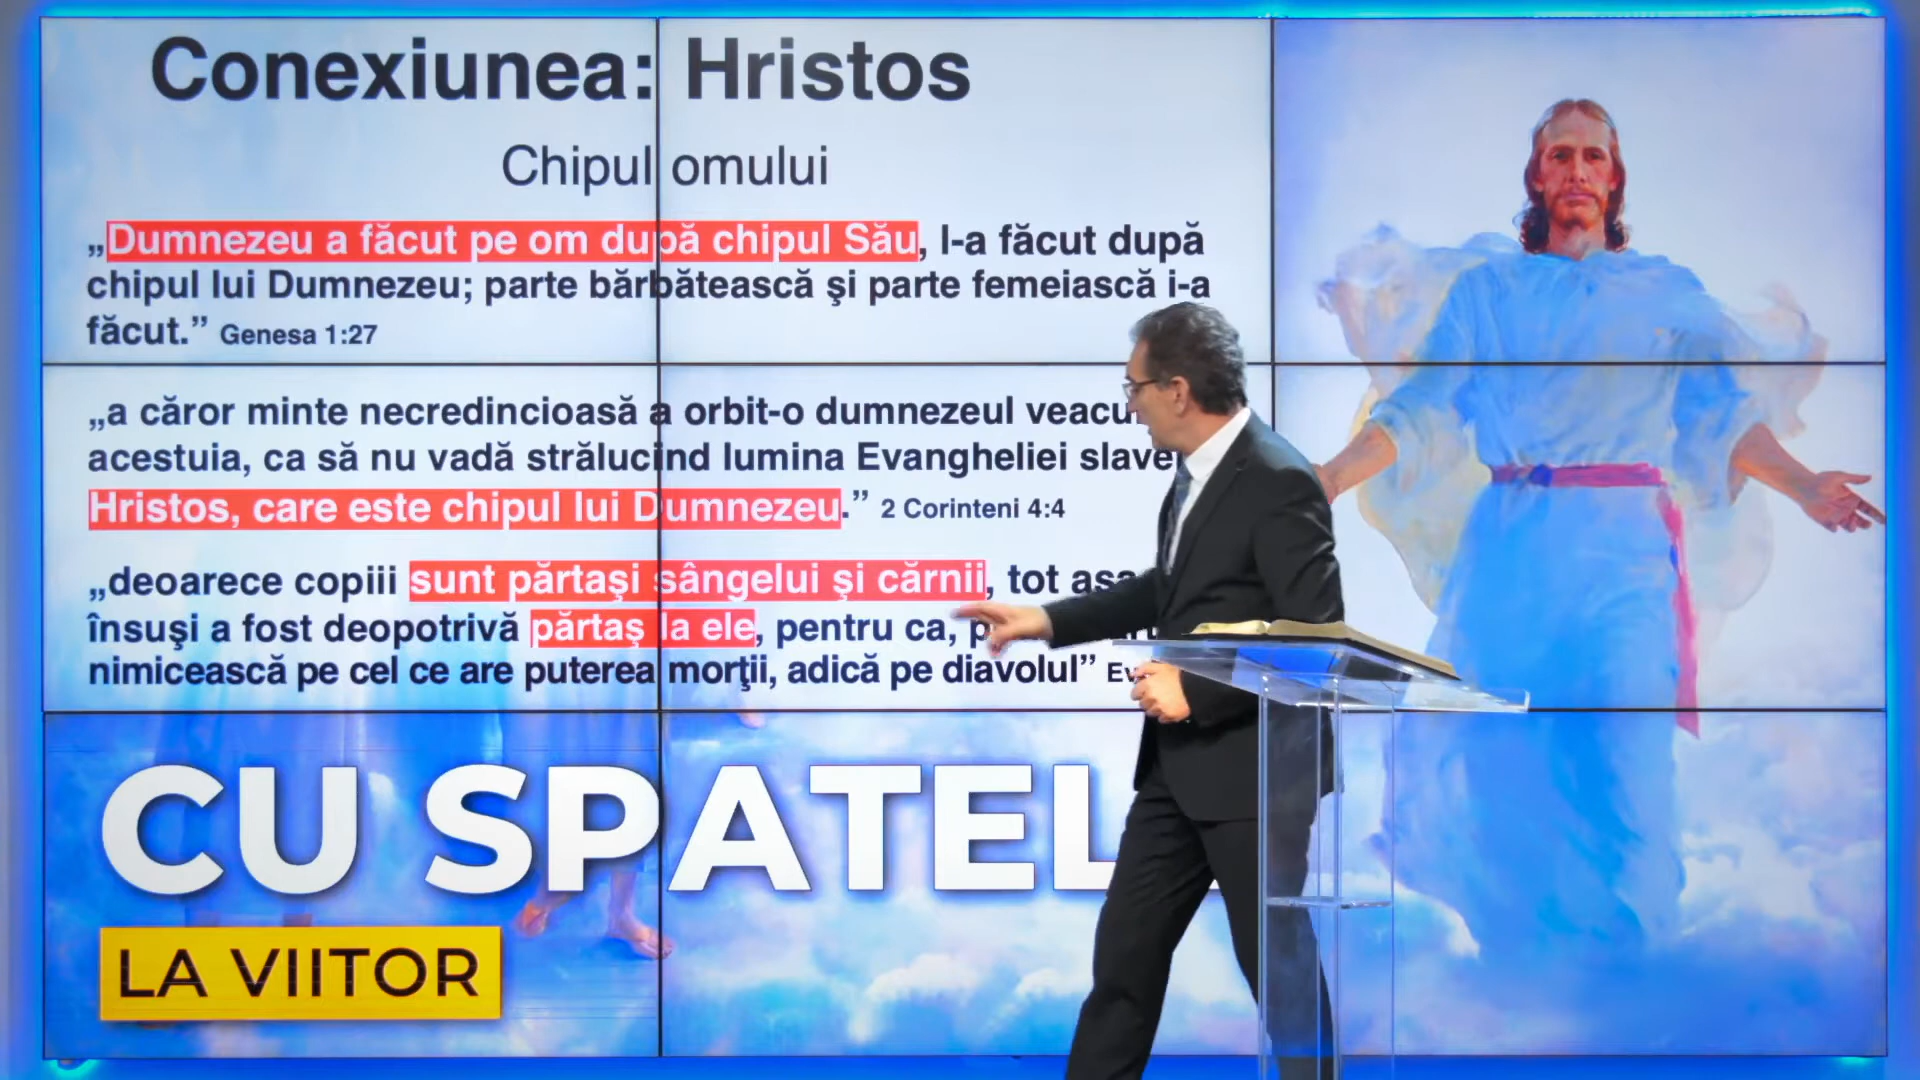 Conexiunea: Hristos
Chipul omului
„Dumnezeu a făcut pe om după chipul Său, l-a făcut după
chipul lui Dumnezeu; parte bărbătească şi parte femeiască i-a
făcut.” Genesa 1:27
„a căror minte necredincioasă a orbit-o dumnezeul
acestuia, ca să nu vadă strălucind lumina Evangheliei
Hristos, care este chipul lui Dumnezeu.” 2 Corinteni 4:4
„deoarece copiii sunt părtaşi sângelui şi cărnii, tot
însuşi a fost deopotrivă părtaş la ele, pentru ca,
nimicească pe cel ce are puterea morţii, adică pe diavolul”
CU
LA VIITOR